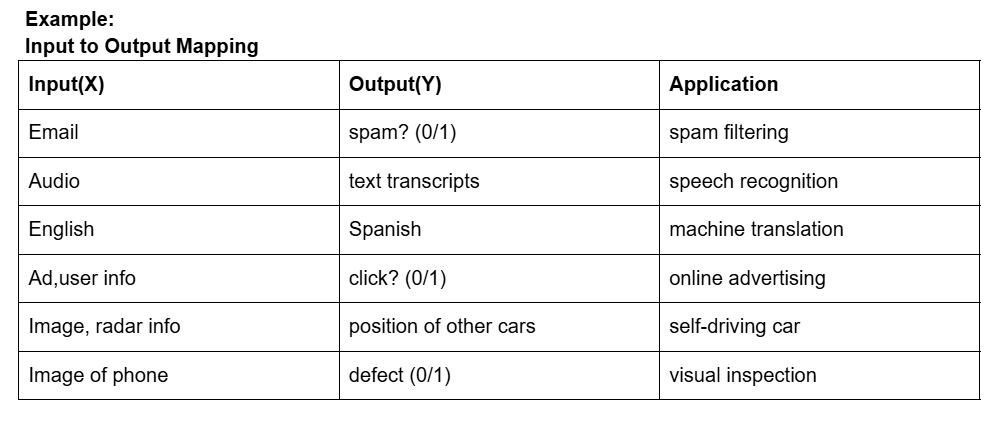 Example:
Input to Output Mapping
Input(X) Output(Y) Application
Email spam? (0/1) spam filtering
Audio text transcripts speech recognition
English Spanish machine translation
Ad,user info click? (0/1) online advertising
Image, radar info position of other cars self-driving car
Image of phone defect (0/1) visual inspection